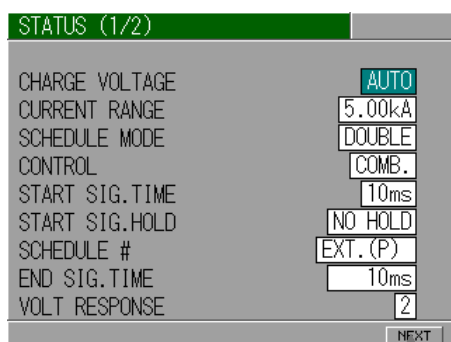 STATUS (1/2)
CHARGE VOLTAGE AUTO
CURRENT RANGE 5.00kA
SCHEDULE MODE DOUBLE
CONTROL COMB.
START SIG.TIME 10ms
START SIG.HOLD NO HOLD
SCHEDULE # EXT.(P)
END SIG.TIME 10ms
VOLT RESPONSE 2
NEXT